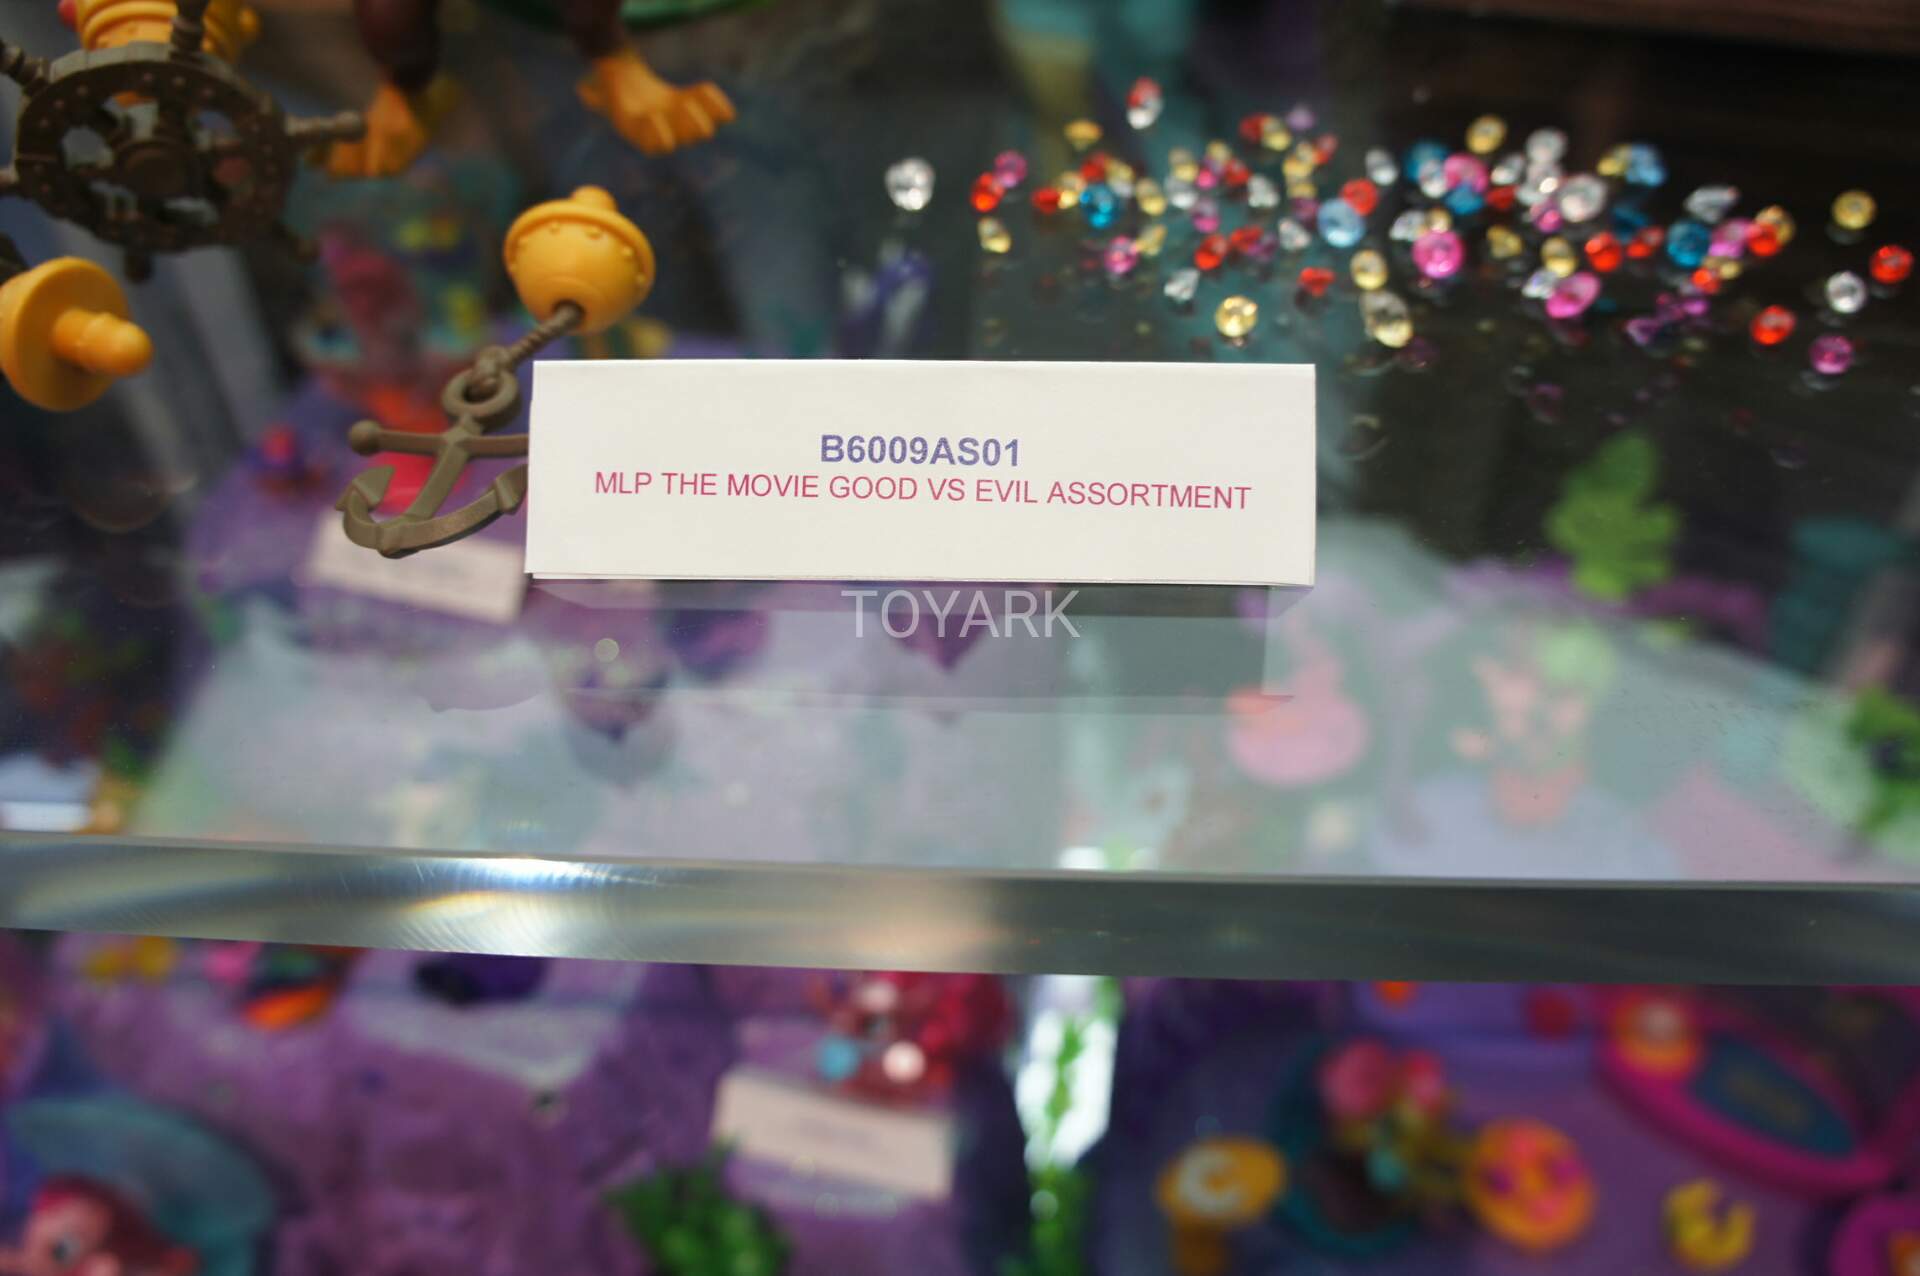 B6009AS01
MLP THE MOVIE GOOD VS EVIL ASSORTMENT
TOYARK